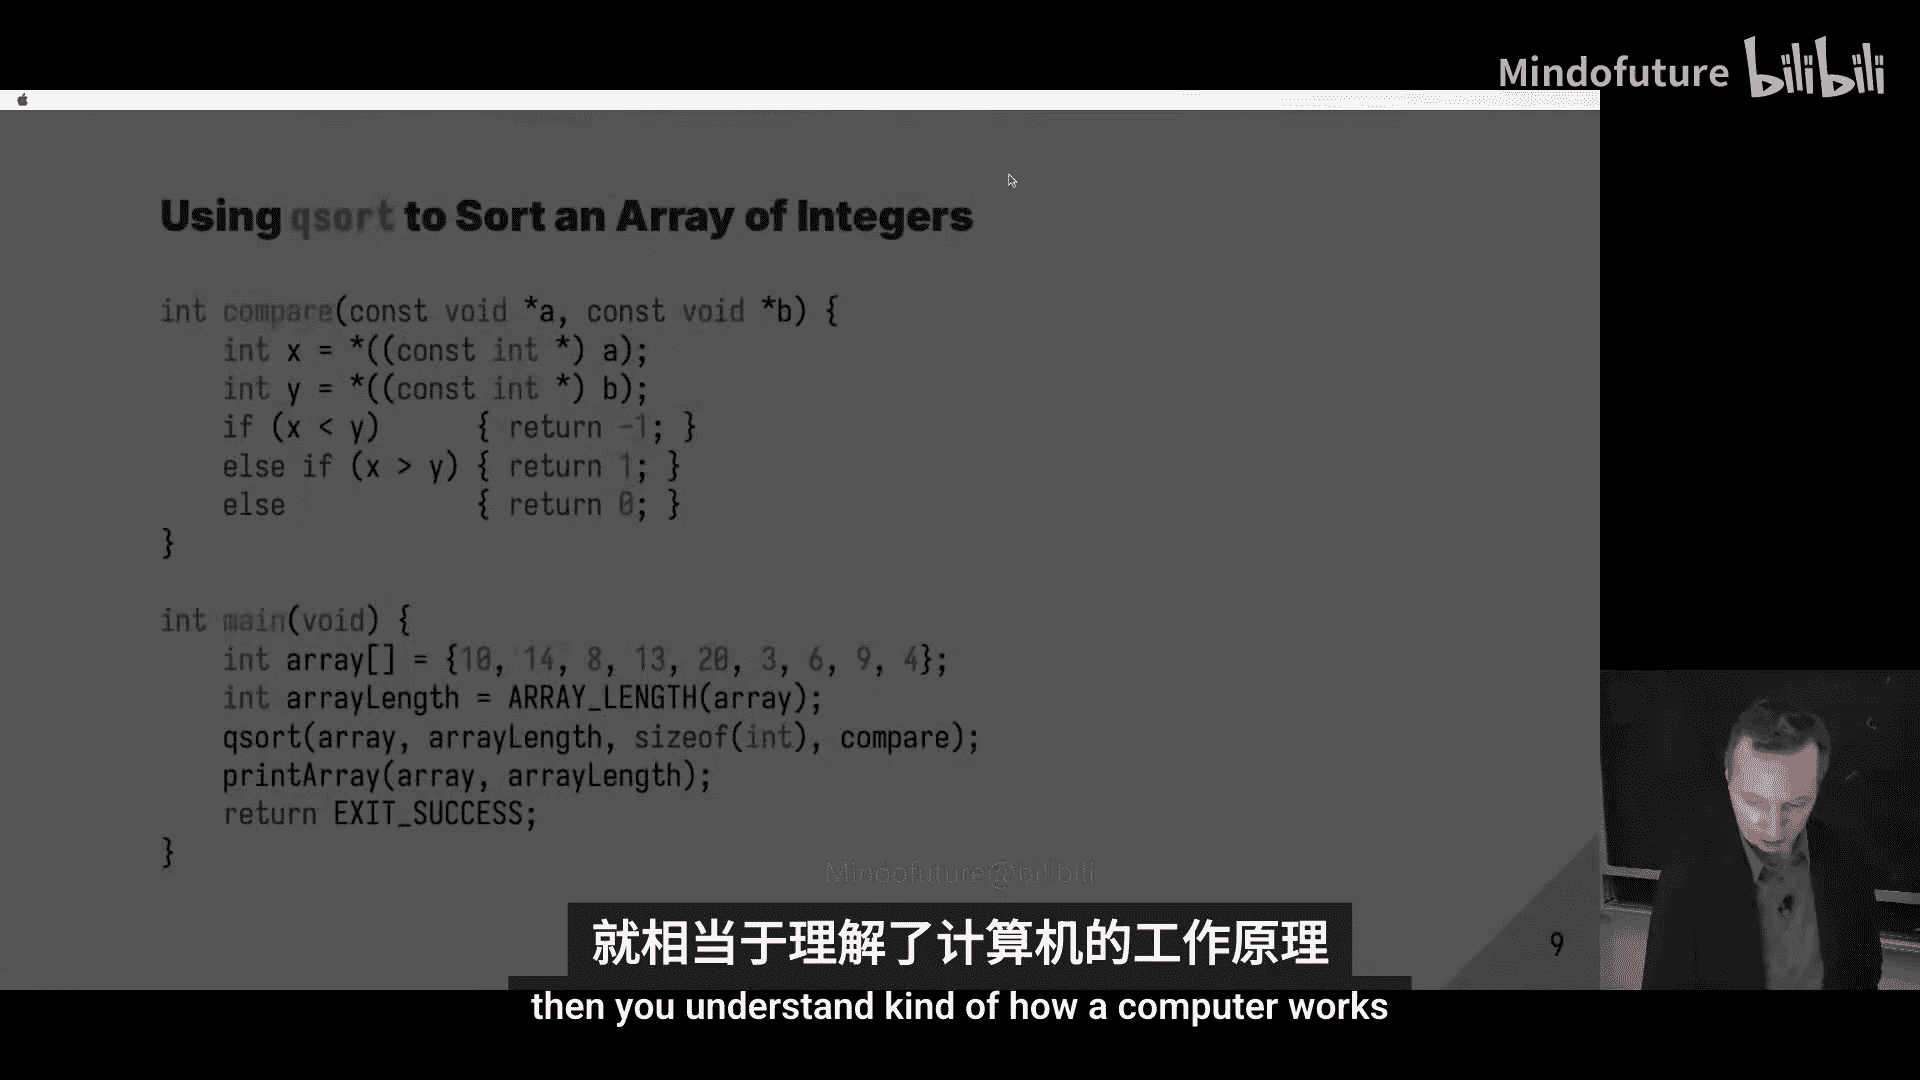 Mindofuture bilibili
Using qsort to Sort an Array of Integers
int compare(const void *a, const void *b) {
    int x = *((const int *) a);
    int y = *((const int *) b);
    if (x < y)      { return -1; }
    else if (x > y) { return 1; }
    else            { return 0; }
}
int main(void) {
    int array[] = {10, 14, 8, 13, 20, 3, 6, 9, 4};
    int arrayLength = ARRAY_LENGTH(array);
    qsort(array, arrayLength, sizeof(int), compare);
    printArray(array, arrayLength);
    return EXIT_SUCCESS;
}
Mindofuture@bilibili
就相当于理解了计算机的工作原理
9
then you understand kind of how a computer works